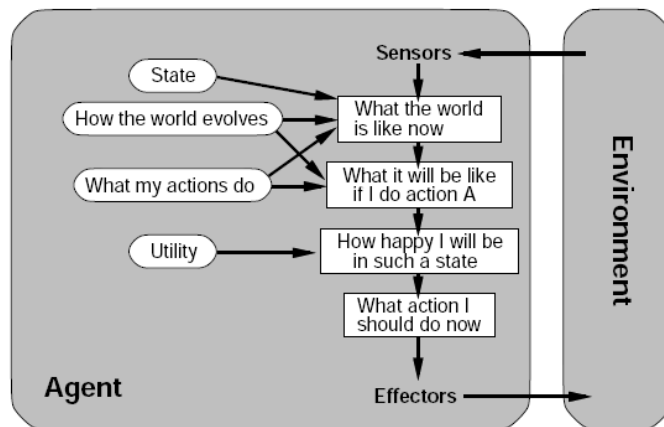 Sensors
State
How the world evolves
What the world
is like now
What my actions do
What it will be like
if I do action A
Utility
How happy I will be
in such a state
What action I
should do now
Agent
Effectors
Environment